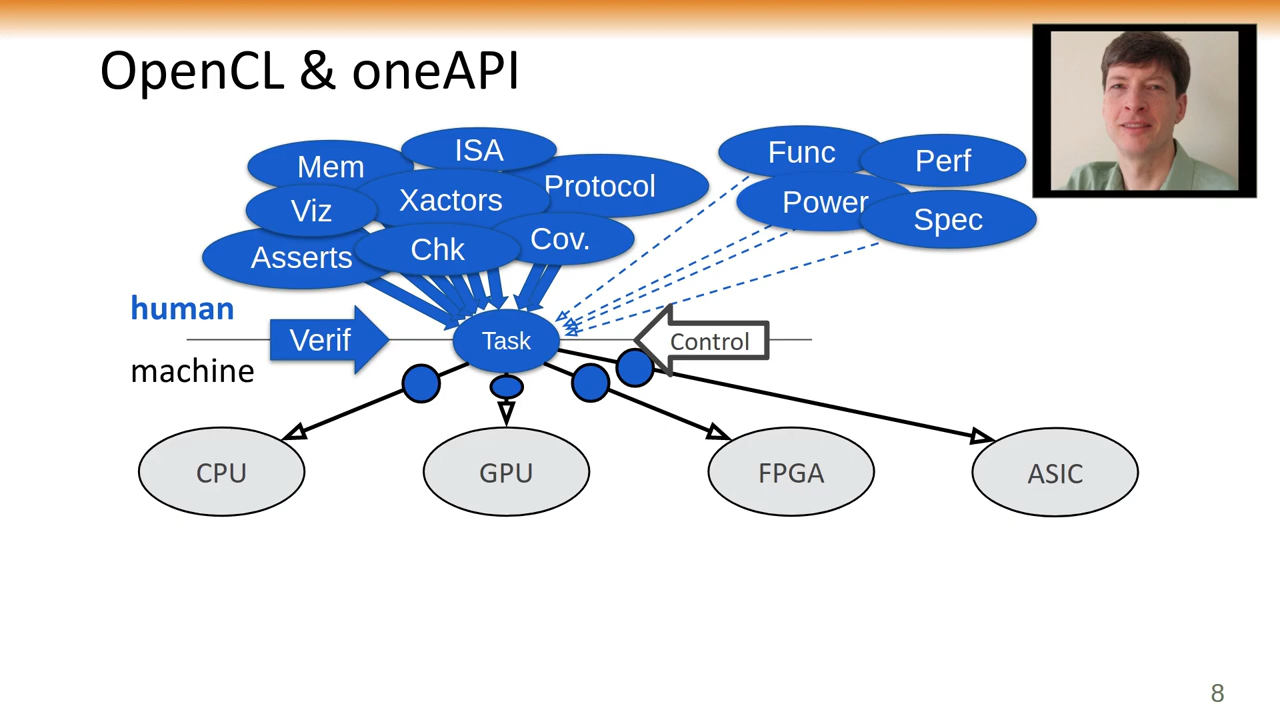 OpenCL & oneAPI
Mem
ISA
Protocol
Viz
Xactors
Asserts
Chk
Cov.
Func
Perf
Power
Spec
human
Verif
Task
Control
machine
CPU
GPU
FPGA
ASIC
8